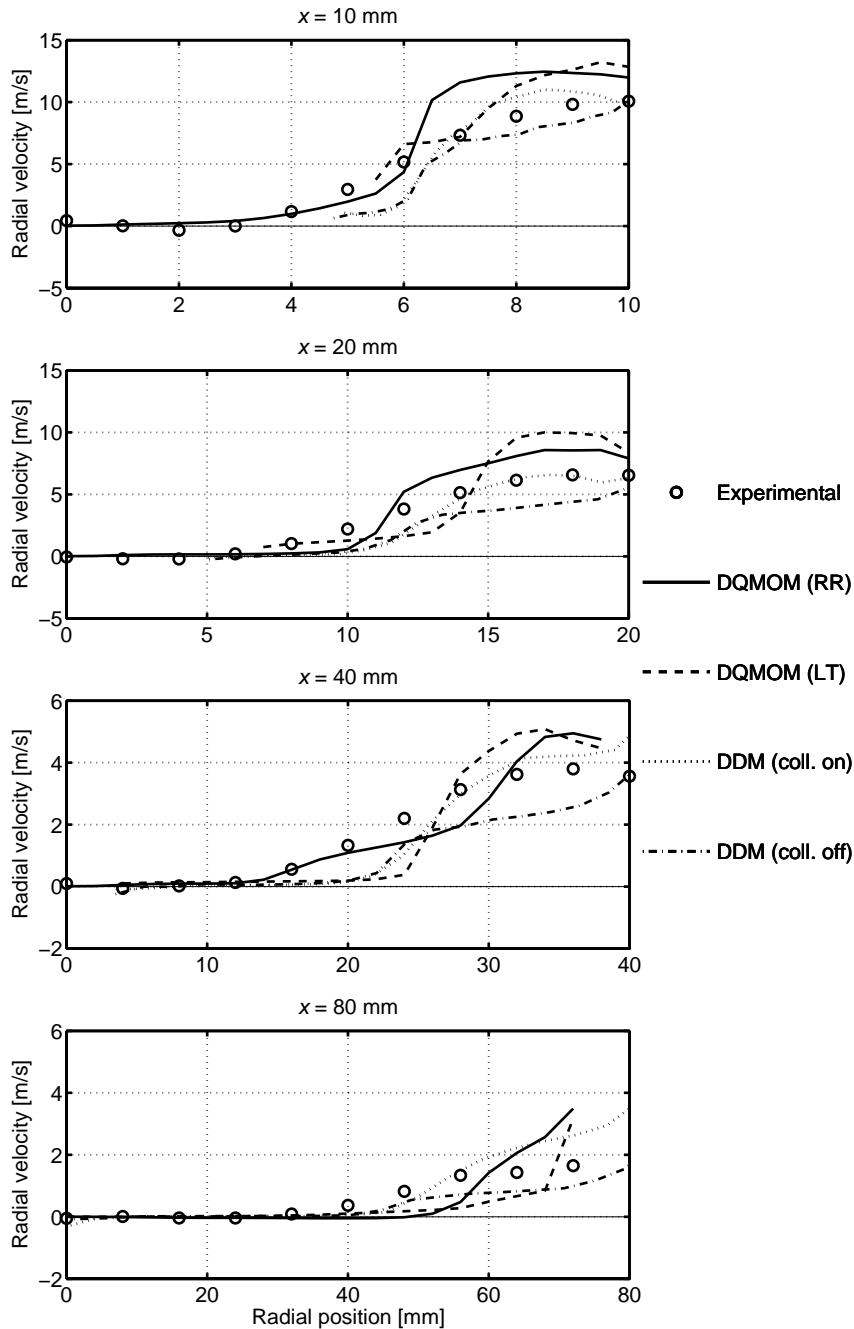 x = 10 mm
15
10
5
0
−5
Radial velocity [m/s]
0 2 4 6 8 10
x = 20 mm
15
10
5
0
−5
Radial velocity [m/s]
0 5 10 15 20
Experimental
DQMOM (RR)
DQMOM (LT)
DDM (coll. on)
DDM (coll. off)
x = 40 mm
6
4
2
0
−2
Radial velocity [m/s]
0 10 20 30 40
x = 80 mm
6
4
2
0
−2
Radial velocity [m/s]
0 20 40 60 80
Radial position [mm]